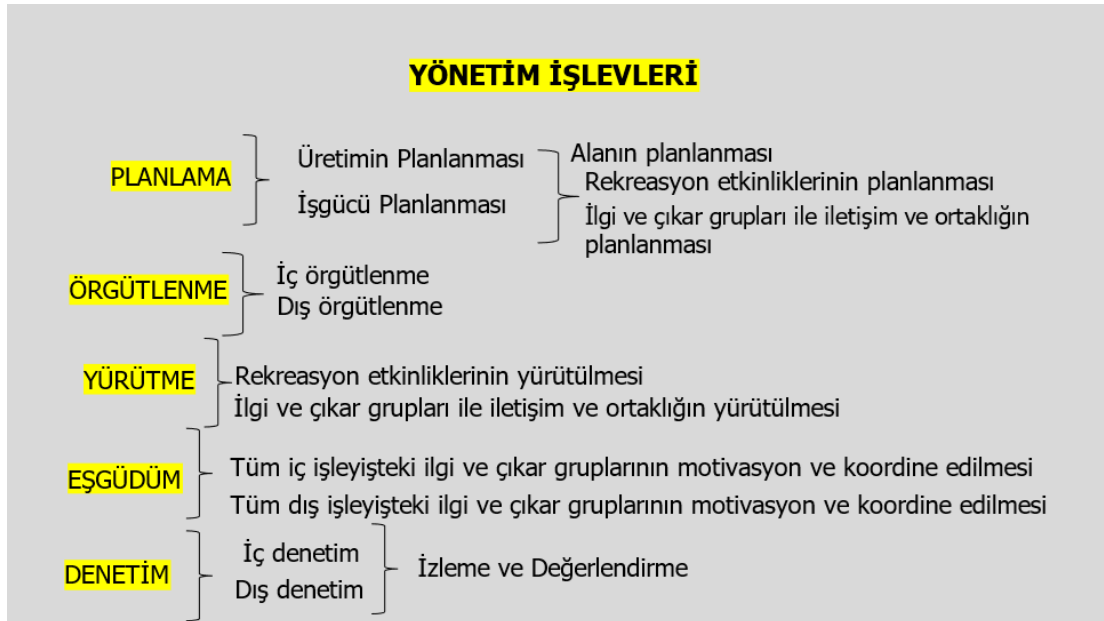 YÖNETİM İŞLEVLERİ
PLANLAMA
Üretimin Planlanması
İşgücü Planlanması
Alanın planlanması
Rekreasyon etkinliklerinin planlanması
İlgi ve çıkar grupları ile iletişim ve ortaklığın
planlanması
ÖRGÜTLENME
İç örgütlenme
Dış örgütlenme
YÜRÜTME
Rekreasyon etkinliklerinin yürütülmesi
İlgi ve çıkar grupları ile iletişim ve ortaklığın yürütülmesi
EŞGÜDÜM
Tüm iç işleyişteki ilgi ve çıkar gruplarının motivasyon ve koordine edilmesi
Tüm dış işleyişteki ilgi ve çıkar gruplarının motivasyon ve koordine edilmesi
DENETİM
İç denetim
Dış denetim
İzleme ve Değerlendirme